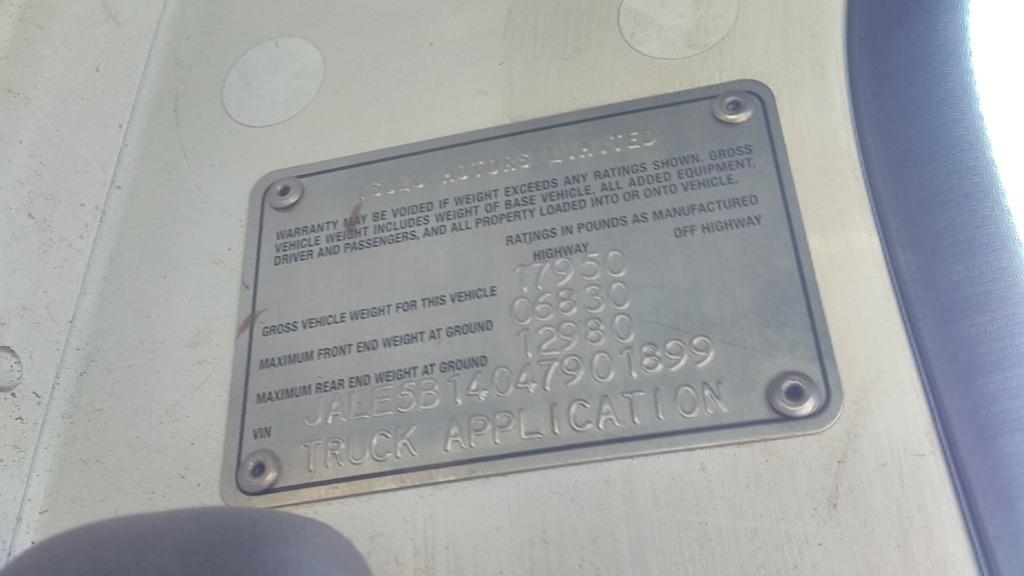 ISUZU MOTORS LIMITED
WARRANTY MAY BE VOIDED IF WEIGHT EXCEEDS ANY RATINGS SHOWN. GROSS
VEHICLE WEIGHT INCLUDES WEIGHT OF BASE VEHICLE, ALL ADDED EQUIPMENT,
DRIVER AND PASSENGERS, AND ALL PROPERTY LOADED INTO OR ONTO VEHICLE.
RATINGS IN POUNDS AS MANUFACTURED
HIGHWAY OFF HIGHWAY
GROSS VEHICLE WEIGHT FOR THIS VEHICLE 17950
MAXIMUM FRONT END WEIGHT AT GROUND 06830
MAXIMUM REAR END WEIGHT AT GROUND 12980
VIN JALE5B14047901899
TRUCK APPLICATION